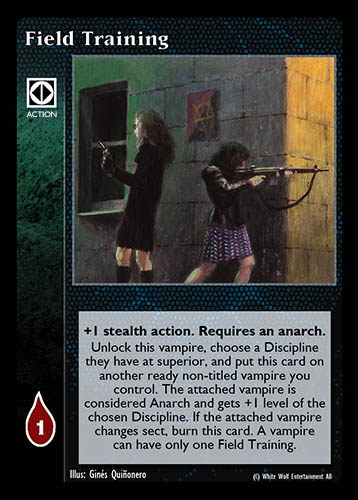 Field Training
ACTION
+1 stealth action. Requires an anarch.
Unlock this vampire, choose a Discipline
they have at superior, and put this card on
another ready non-titled vampire you
control. The attached vampire is
considered Anarch and gets +1 level of the
chosen Discipline. If the attached vampire
changes sect, burn this card. A vampire
can have only one Field Training.
1
Illus: Ginés Quiñonero
(C) White Wolf Entertainment AB